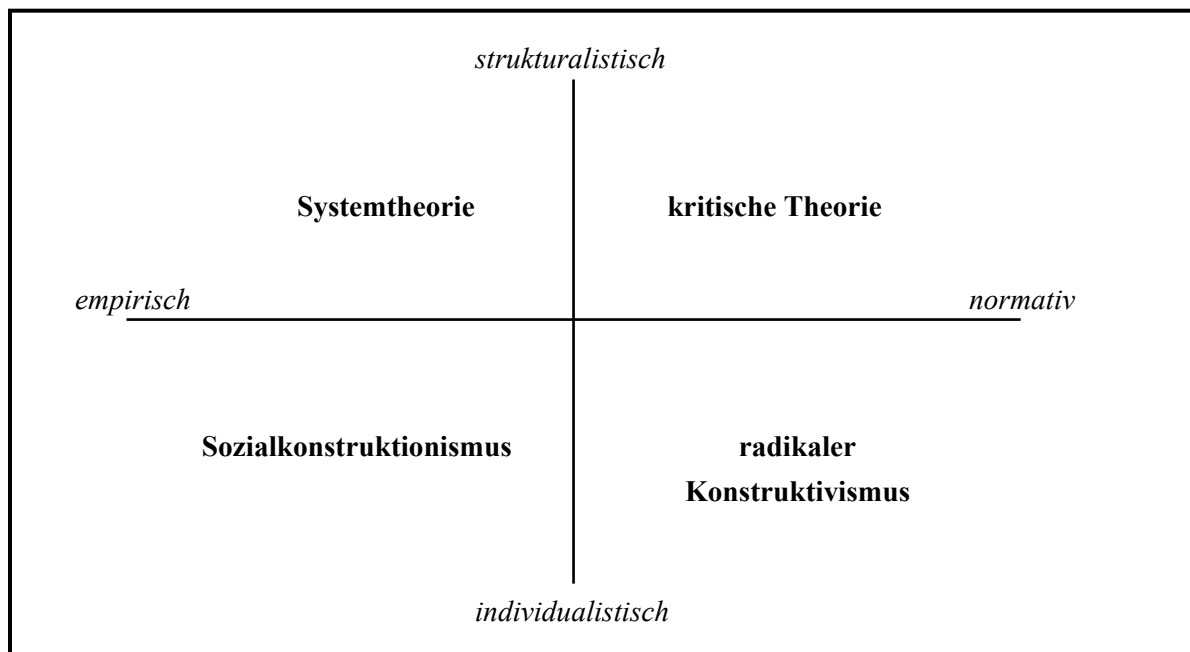 strukturalistisch
Systemtheorie kritische Theorie
empirisch normativ
Sozialkonstruktionismus radikaler
Konstruktivismus
individualistisch